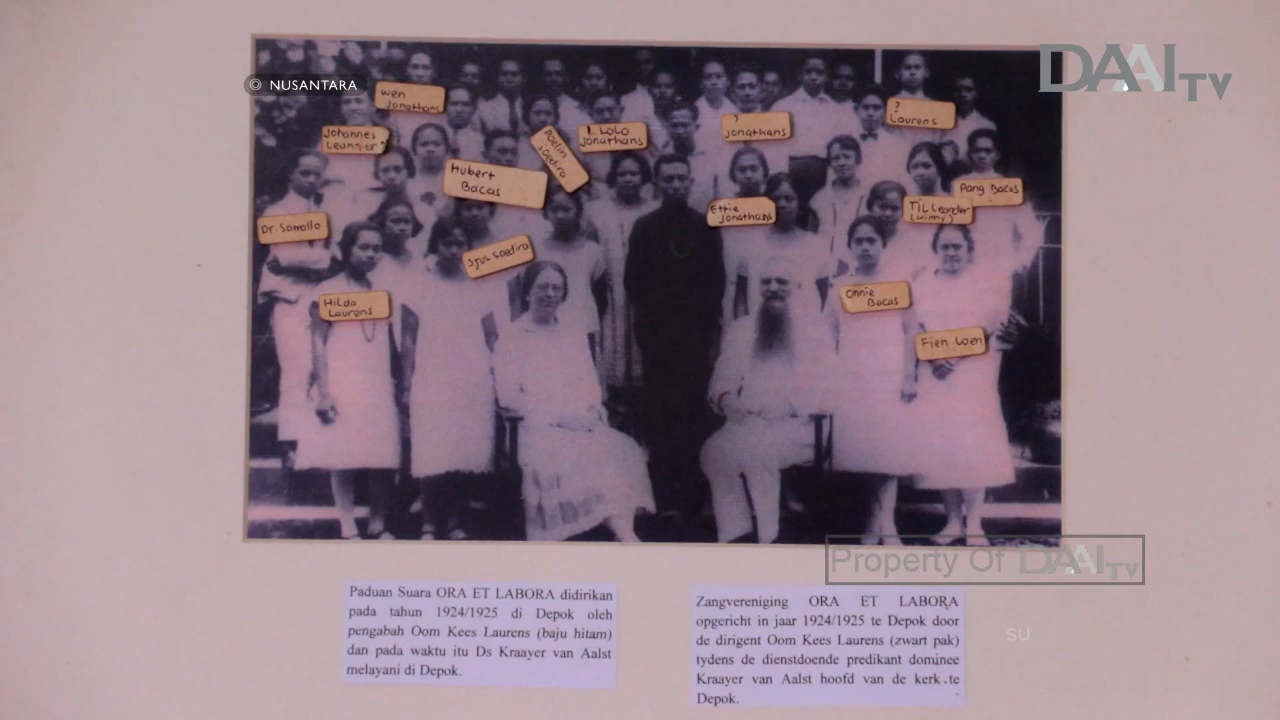 © NUSANTARA
DAAI TV
wen
Jonathans
Johannes
Leander
Poelin
Soedira
LOLO
Jonathans
?
Jonathans
?
Laurens
Hubert
Bacas
Pang Bacas
Ettie
Jonathans
(Wimmy)
Dr Samallo
Sjul Soedira
Hilda
Laurens
Onnie
Bacas
Fien Loen
Property Of DAAI TV
Paduan Suara ORA ET LABORA didirikan
pada tahun 1924/1925 di Depok oleh
pengabah Oom Kees Laurens (baju hitam)
dan pada waktu itu Ds Kraayer van Aalst
melayani di Depok.
Zangvereniging ORA ET LABORA
opgericht in jaar 1924/1925 te Depok door
de dirigent Oom Kees Laurens (zwart pak)
tydens de dienstdoende predikant dominee
Kraayer van Aalst hoofd van de kerk te
Depok.
SU